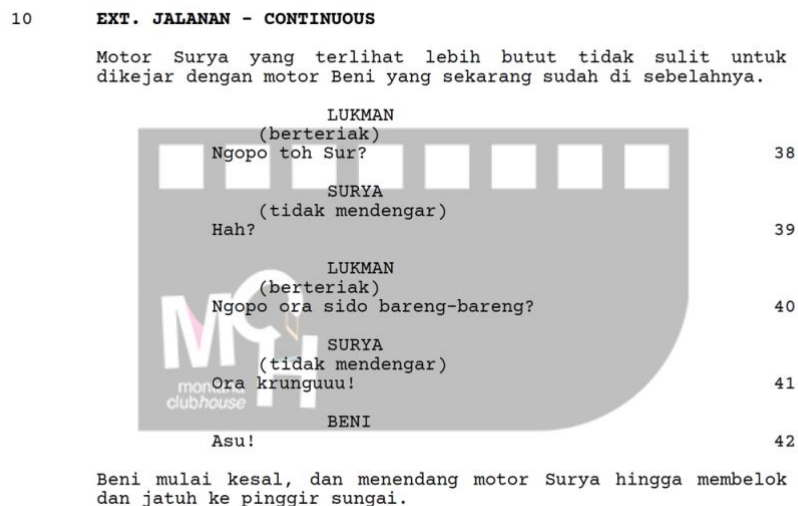 10 EXT. JALANAN - CONTINUOUS
Motor Surya yang terlihat lebih butut tidak sulit untuk
dikejar dengan motor Beni yang sekarang sudah di sebelahnya.
LUKMAN
(berteriak)
Ngopo toh Sur? 38
SURYA
(tidak mendengar)
Hah? 39
LUKMAN
(berteriak)
Ngopo ora sido bareng-bareng? 40
SURYA
(tidak mendengar)
Ora krunguuu! 41
BENI
Asu! 42
Beni mulai kesal, dan menendang motor Surya hingga membelok
dan jatuh ke pinggir sungai.
MCH
montana
clubhouse